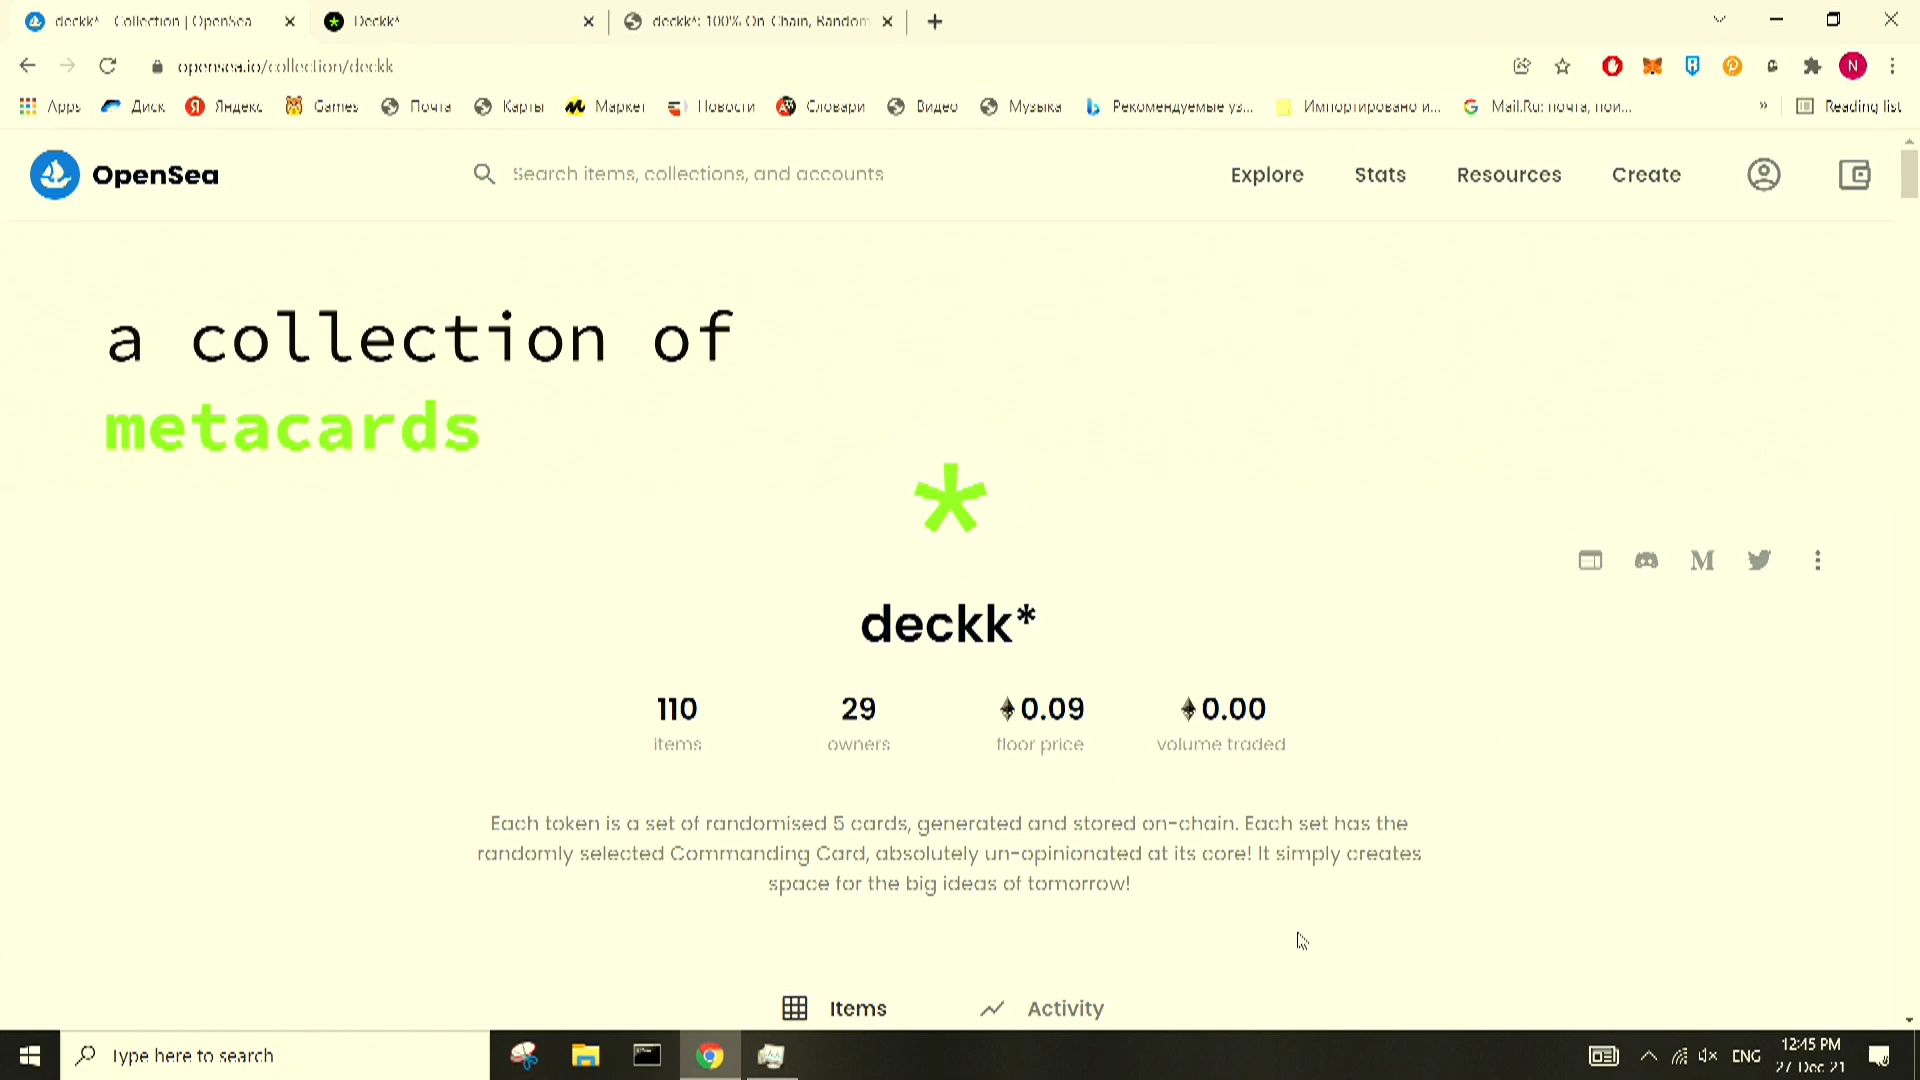 deckk* - Collection | OpenSea
Deckk*
deckk*: 100% On-Chain, Random
opensea.io/collection/deckk
N
Apps
Диск
Яндекс
Games
Почта
Карты
Маркет
Новости
Словари
Видео
Музыка
Рекомендуемые уз...
Импортировано и...
Mail.Ru: почта, пои...
»
Reading list
OpenSea
Search items, collections, and accounts
Explore
Stats
Resources
Create
a collection of
metacards
*
deckk*
110
29
0.09
0.00
items
owners
floor price
volume traded
Each token is a set of randomised 5 cards, generated and stored on-chain. Each set has the
randomly selected Commanding Card, absolutely un-opinionated at its core! It simply creates
space for the big ideas of tomorrow!
Items
Activity
Type here to search
ENG
12:45 PM
27-Dec-21